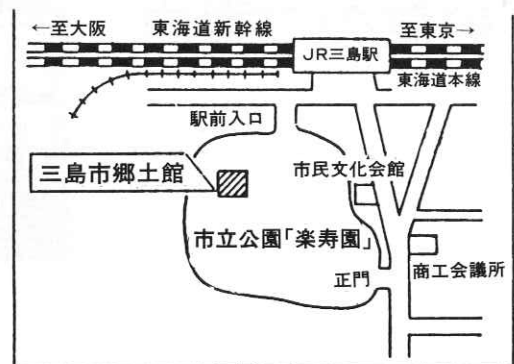 ←至大阪
東海道新幹線
至東京→
JR三島駅
東海道本線
駅前入口
三島市郷土館
市民文化会館
市立公園「楽寿園」
商工会議所
正門